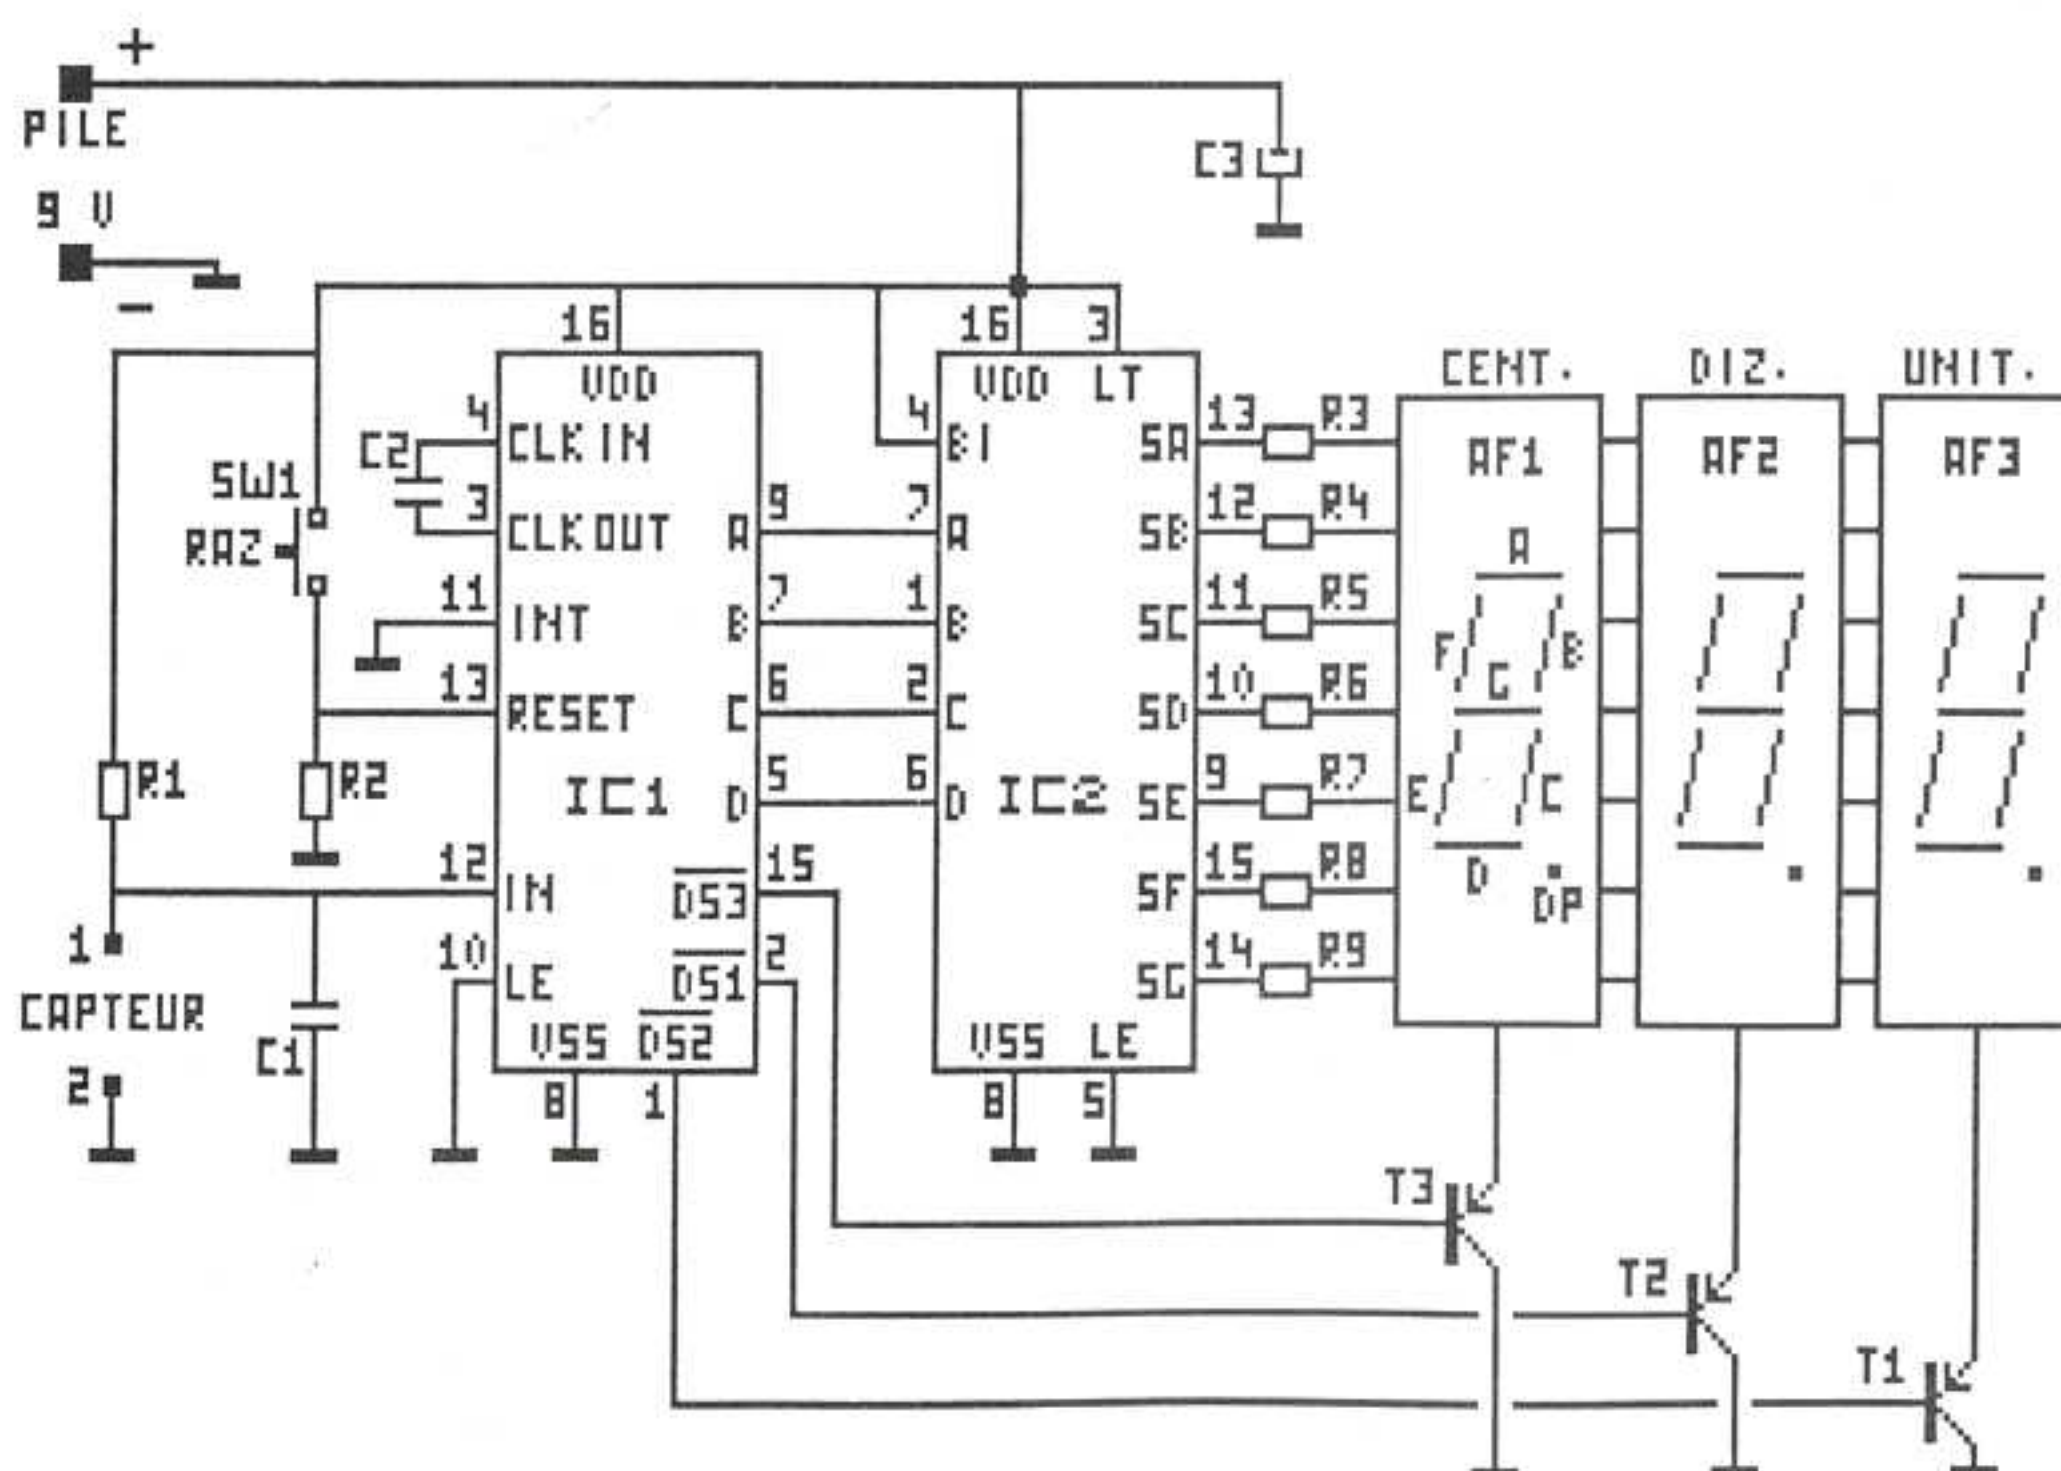 +
PILE
9 V
-
C3
16
16
3
VDD
VDD
LT
4
CLK IN
C2
3
CLK OUT
SW1
RAZ
11
INT
13
RESET
R1
R2
IC1
12
IN
10
LE
VSS
8
1
DS2
A
9
B
7
C
6
D
5
DS3
15
DS1
2
1
CAPTEUR
2
C1
4
BI
7
A
1
B
2
C
6
D
IC2
VSS
LE
8
5
SA
13
R3
SB
12
R4
SC
11
R5
SD
10
R6
SE
9
R7
SF
15
R8
SG
14
R9
CENT.
DIZ.
UNIT.
AF1
AF2
AF3
A
F
B
G
E
C
D
DP
T3
T2
T1